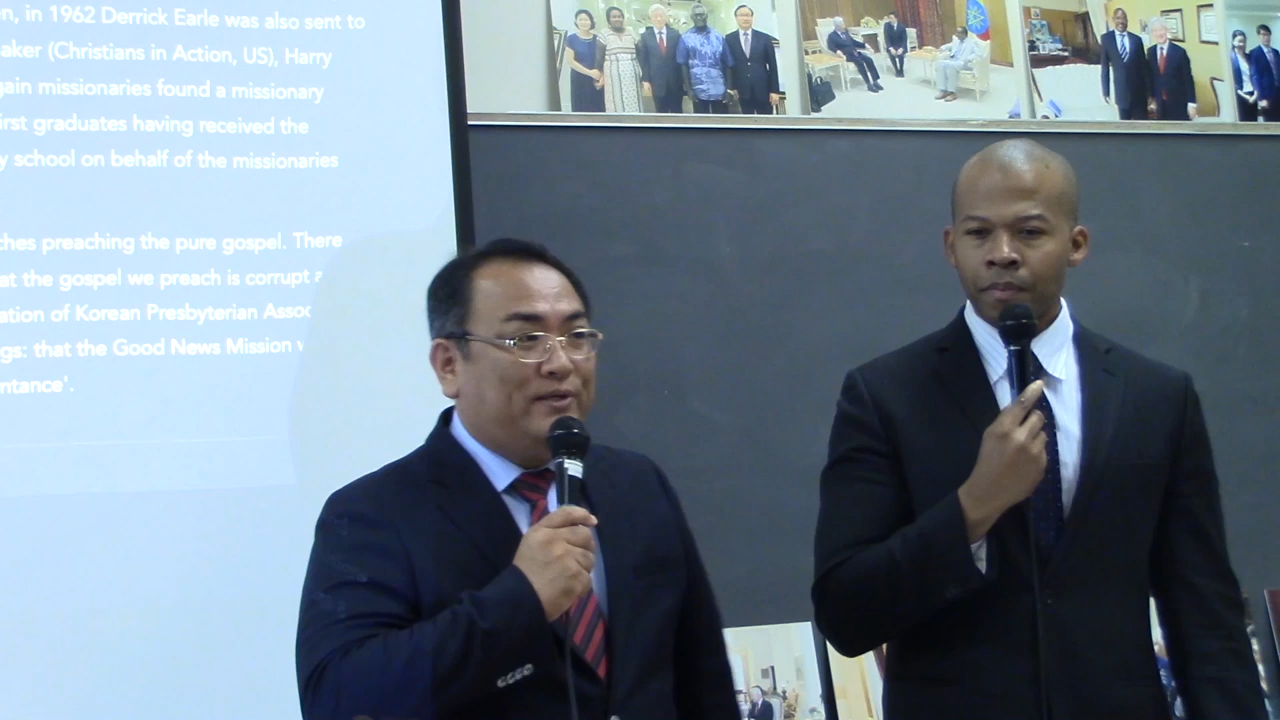 en, in 1962 Derrick Earle was also sent to
aker (Christians in Action, US), Harry
gain missionaries found a missionary
irst graduates having received the
y school on behalf of the missionaries
ches preaching the pure gospel. There
at the gospel we preach is corrupt a
ation of Korean Presbyterian Assoc
gs: that the Good News Mission w
ntance'.